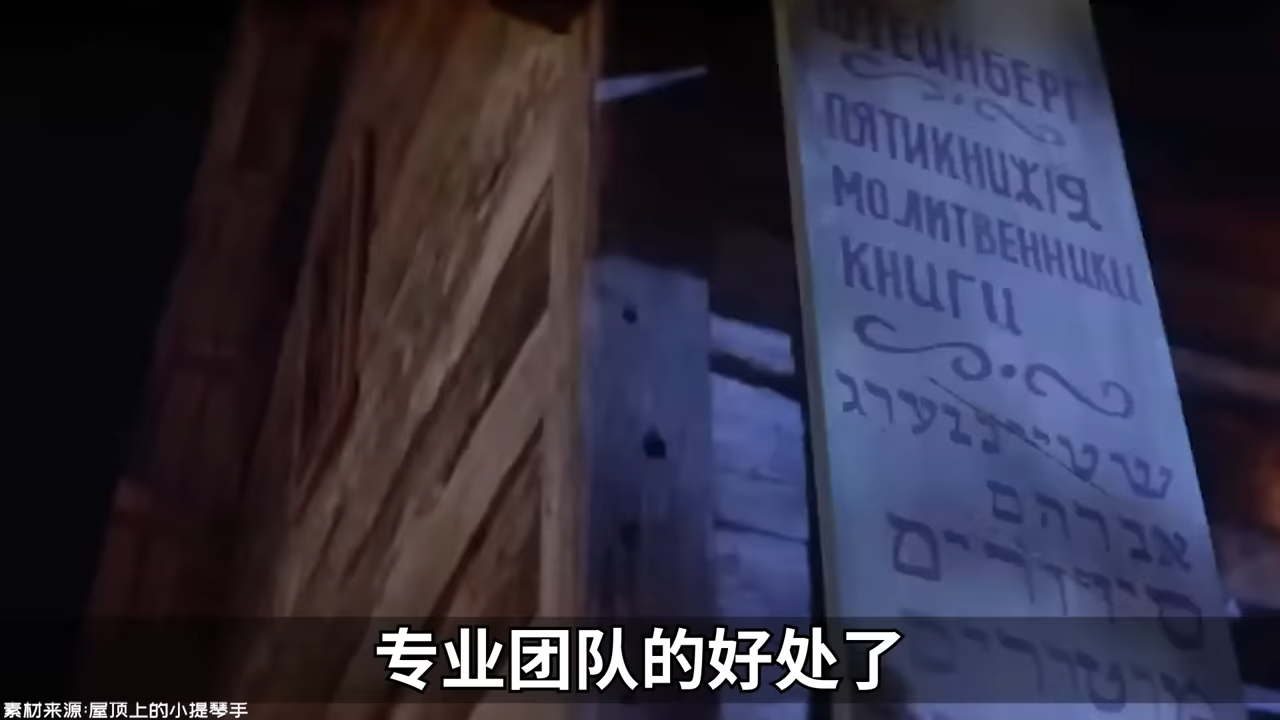 ШТЕИНБЕРГ
ПЯТИКНИЖІЯ
МОЛИТВЕННИКИ
КНИГИ
שטיינבערג
אברהם
סידורים
专业团队的好处了
素材来源:屋顶上的小提琴手